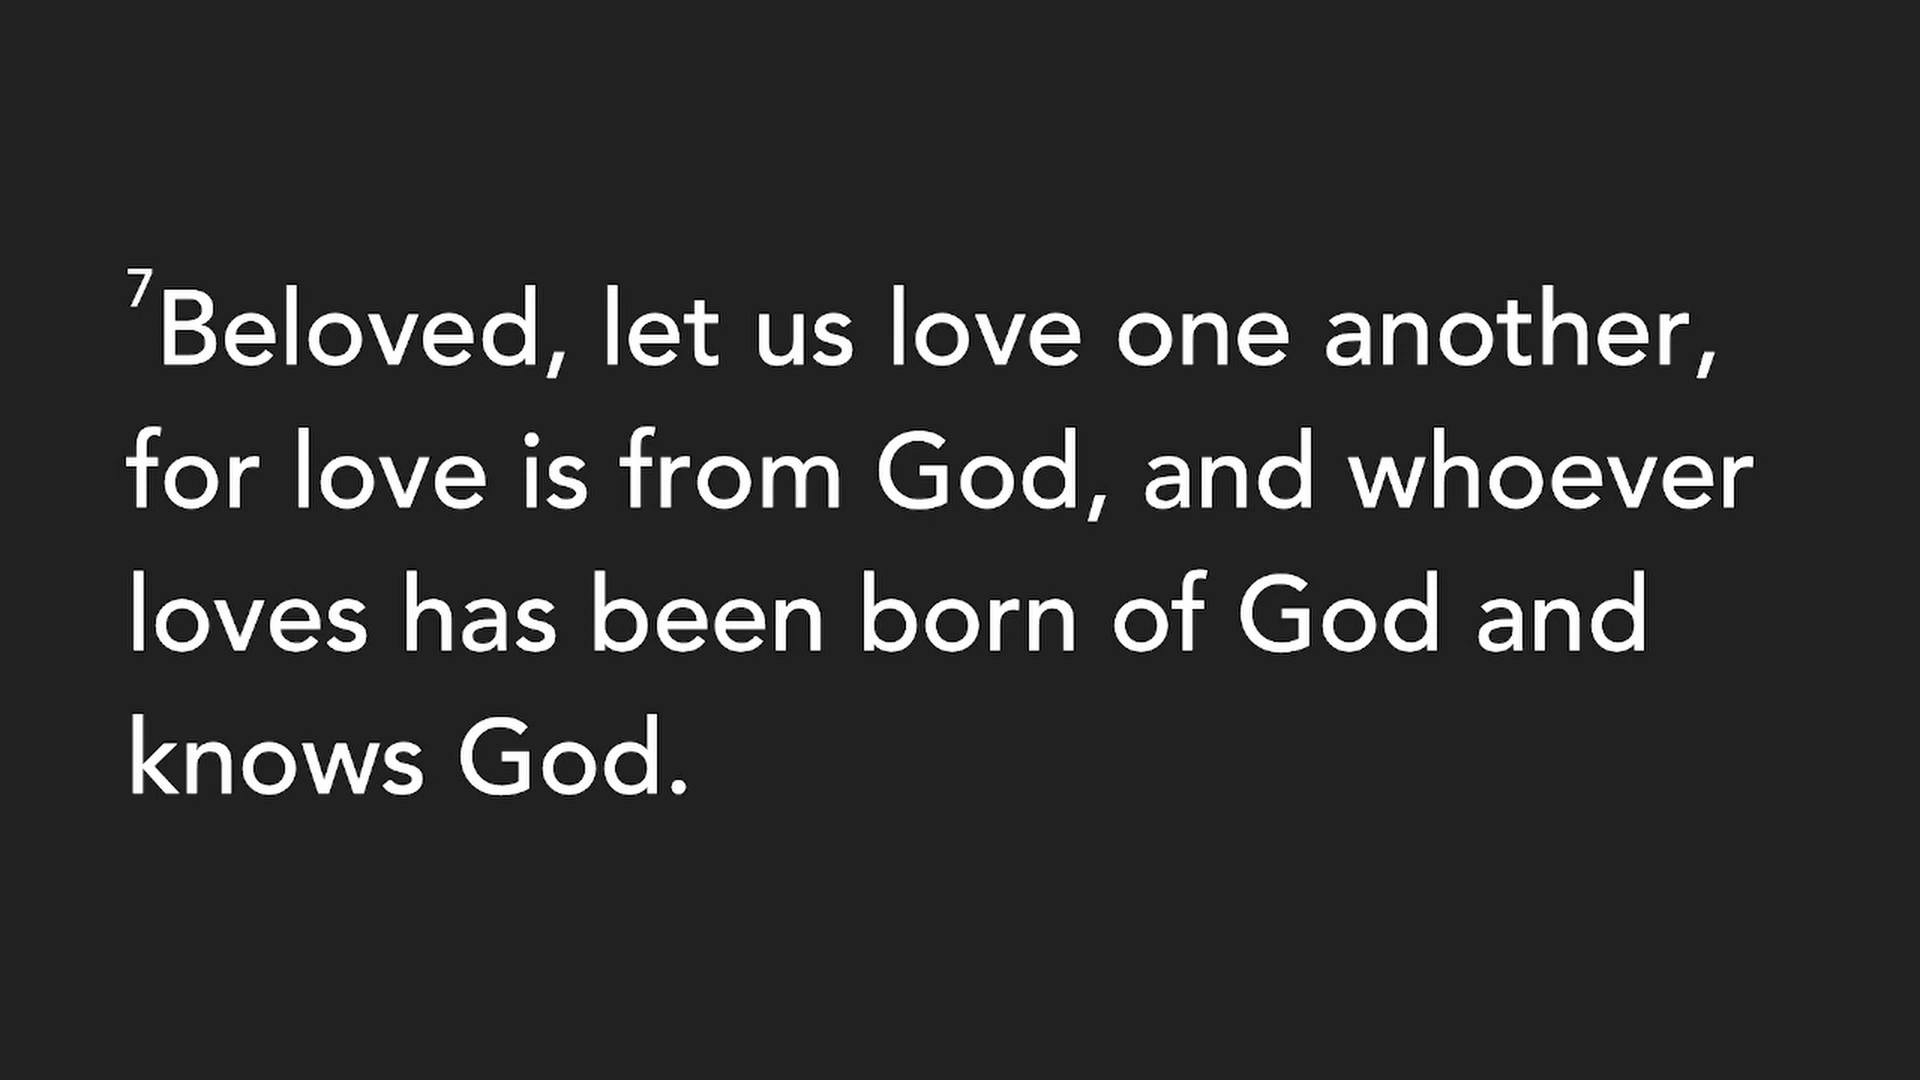 ⁷Beloved, let us love one another,
for love is from God, and whoever
loves has been born of God and
knows God.